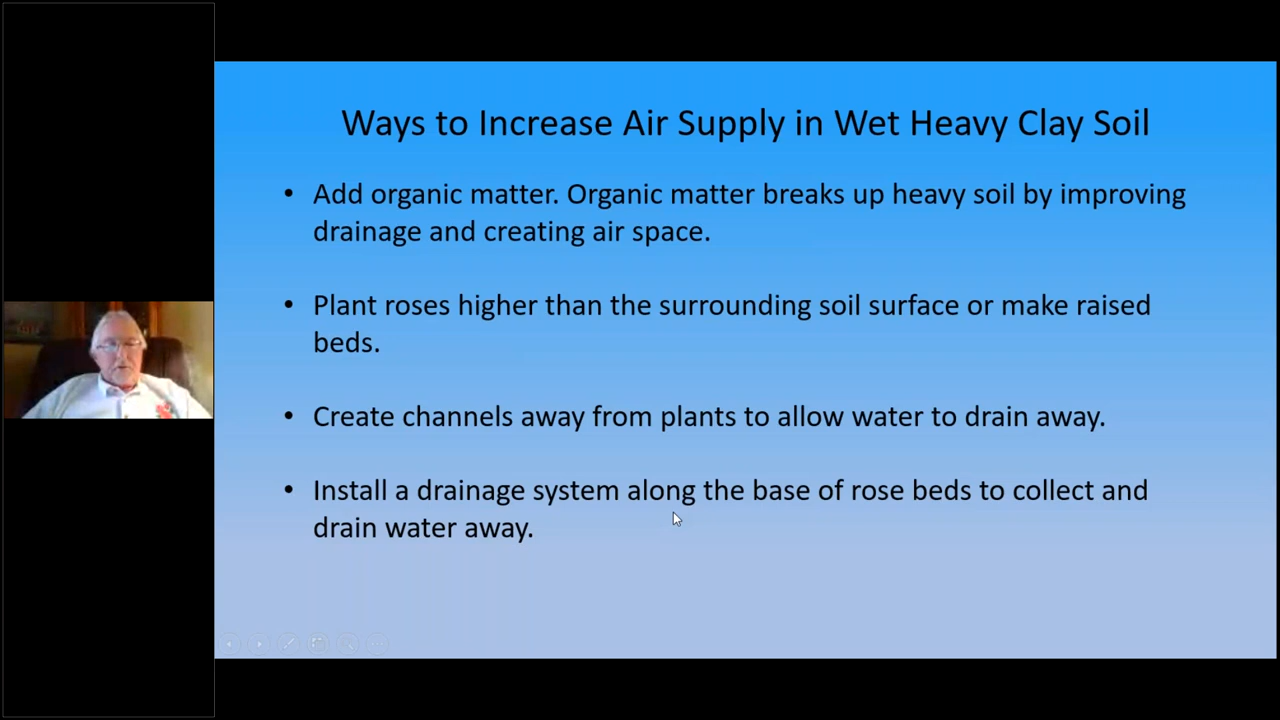 Ways to Increase Air Supply in Wet Heavy Clay Soil
• Add organic matter. Organic matter breaks up heavy soil by improving
drainage and creating air space.
• Plant roses higher than the surrounding soil surface or make raised
beds.
• Create channels away from plants to allow water to drain away.
• Install a drainage system along the base of rose beds to collect and
drain water away.